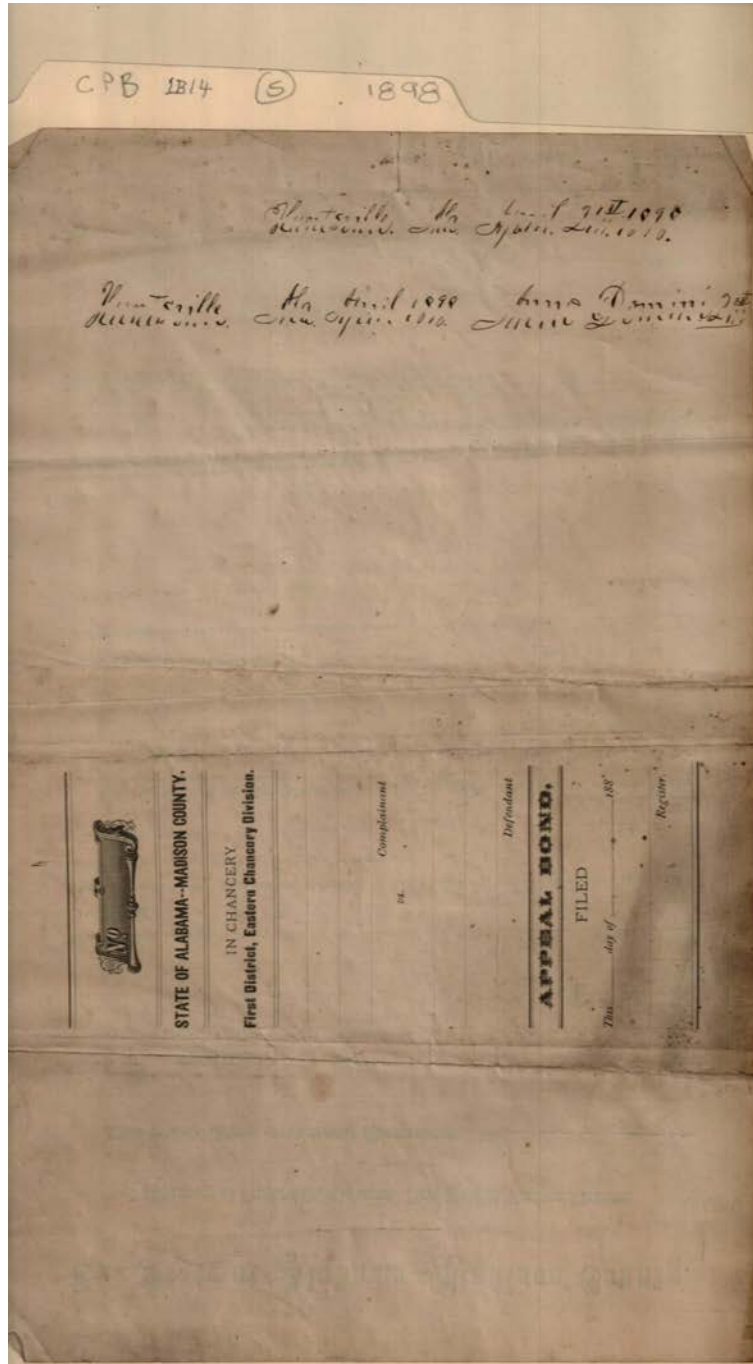 CPB 1B14 (5) 1898
Huntsville Ala April 21st 1898
Huntsville Ala April 1898 Anno Domini 21st
No
STATE OF ALABAMA--MADISON COUNTY.
IN CHANCERY
First District, Eastern Chancery Division.
Complainant
vs.
Defendant
APPEAL BOND.
FILED
This day of 188
Register.